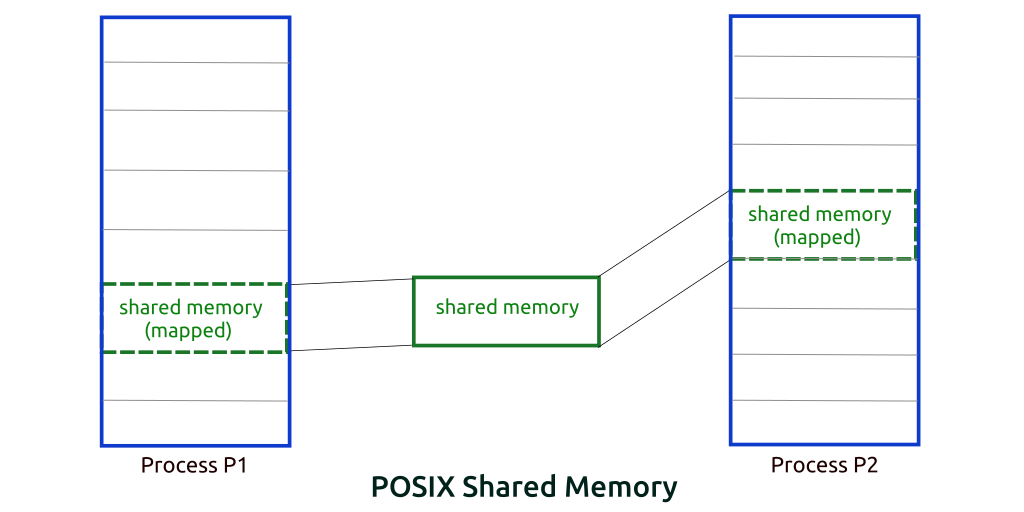 shared memory
(mapped)
shared memory
shared memory
(mapped)
Process P1
Process P2
POSIX Shared Memory